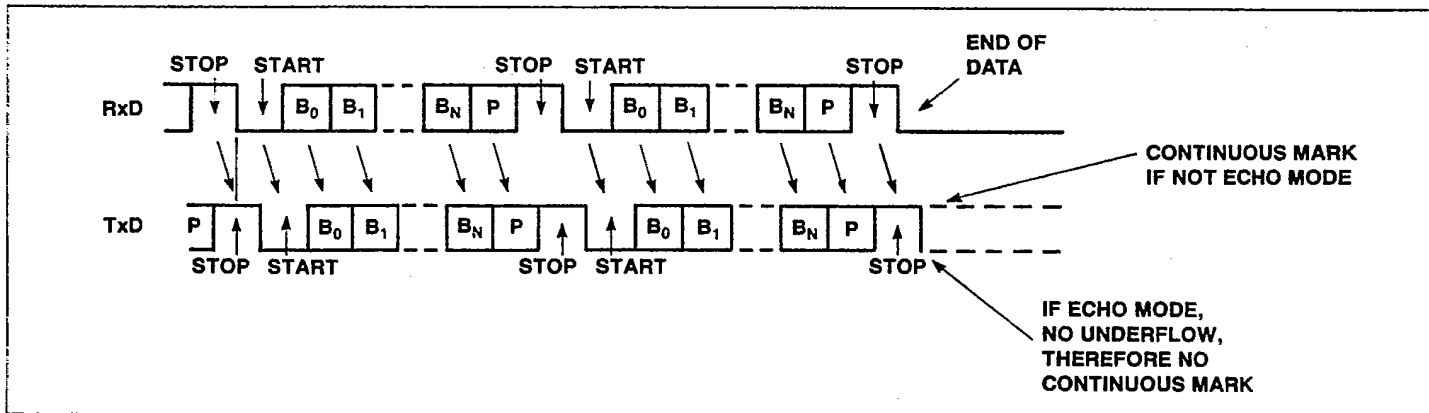 END OF
DATA
STOP START STOP START STOP
RxD B0 B1 BN P B0 B1 BN P
CONTINUOUS MARK
IF NOT ECHO MODE
TxD P B0 B1 BN P B0 B1 BN P
STOP START STOP START STOP
IF ECHO MODE,
NO UNDERFLOW,
THEREFORE NO
CONTINUOUS MARK